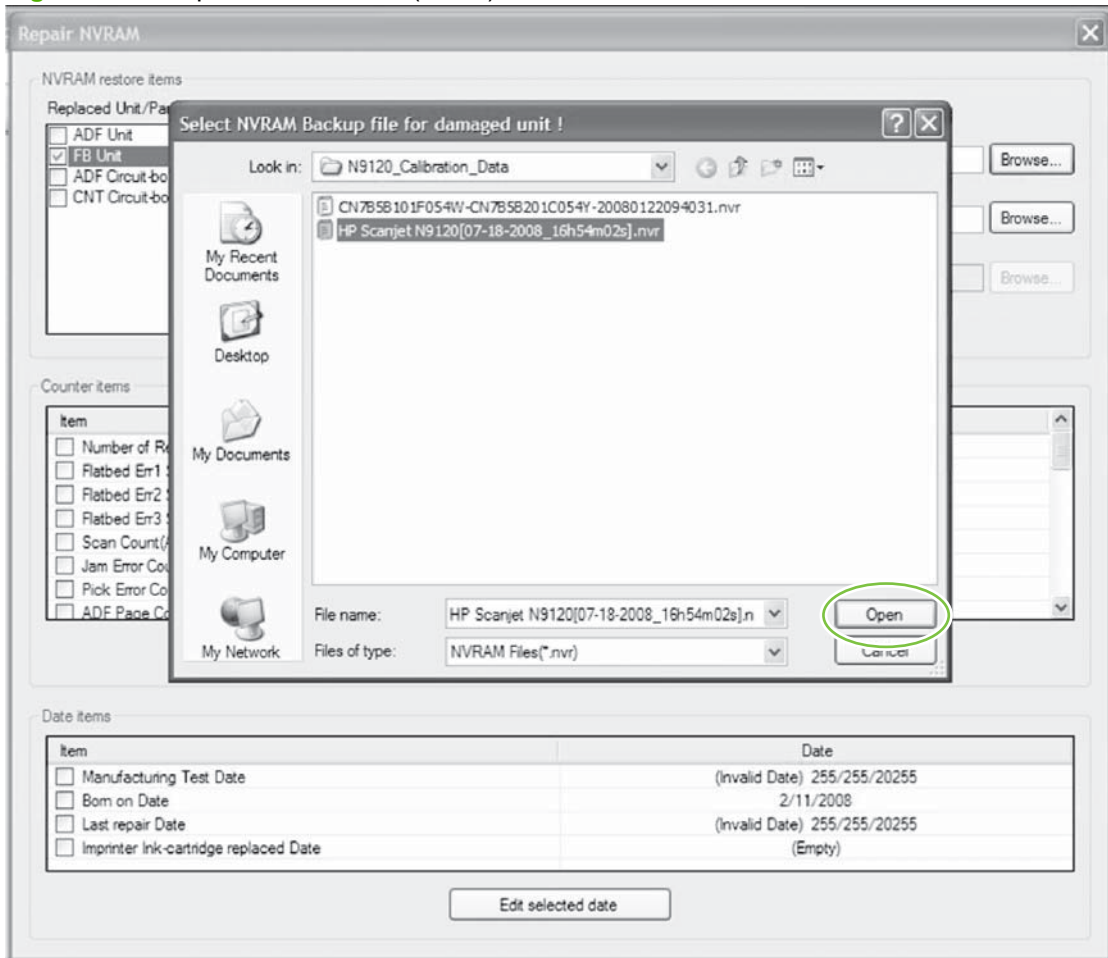 Repair NVRAM
NVRAM restore items
Replaced Unit/Pa
ADF Unit
FB Unit
ADF Circuit-bo
CNT Circuit-bo
Browse...
Browse...
Browse...
Select NVRAM Backup file for damaged unit !
Look in:
N9120_Calibration_Data
CN7B5B101F054W-CN7B5B201C054Y-20080122094031.nvr
HP Scanjet N9120[07-18-2008_16h54m02s].nvr
My Recent
Documents
Desktop
My Documents
My Computer
My Network
File name:
HP Scanjet N9120[07-18-2008_16h54m02s].n
Open
Files of type:
NVRAM Files(*.nvr)
Cancel
Counter items
Item
Number of Re
Flatbed Err1
Flatbed Err2
Flatbed Err3
Scan Count(A
Jam Error Cou
Pick Error Co
ADF Page Co
Date items
Item Date
Manufacturing Test Date (Invalid Date) 255/255/20255
Born on Date 2/11/2008
Last repair Date (Invalid Date) 255/255/20255
Imprinter Ink-cartridge replaced Date (Empty)
Edit selected date